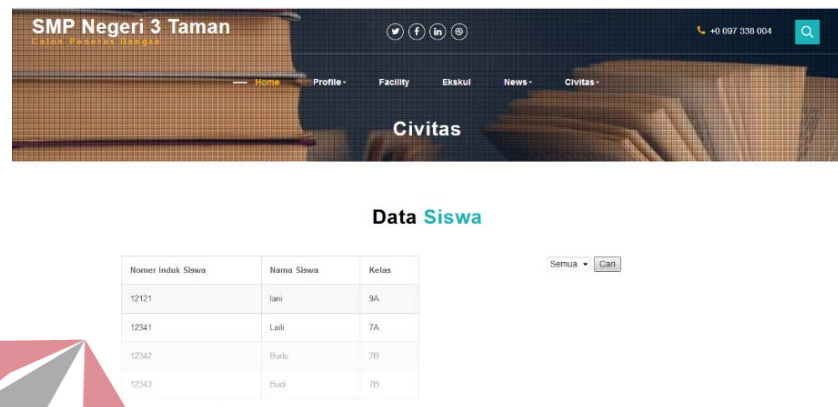 SMP Negeri 3 Taman
Calon Penerus Bangsa
+0 097 338 004
Home Profile Facility Ekskul News Civitas
Civitas
Data Siswa
Nomer Induk Siswa Nama Siswa Kelas
12121 Iani 9A
12341 Laili 7A
12342 Budu 7B
12343 Budi 7B
Semua Cari